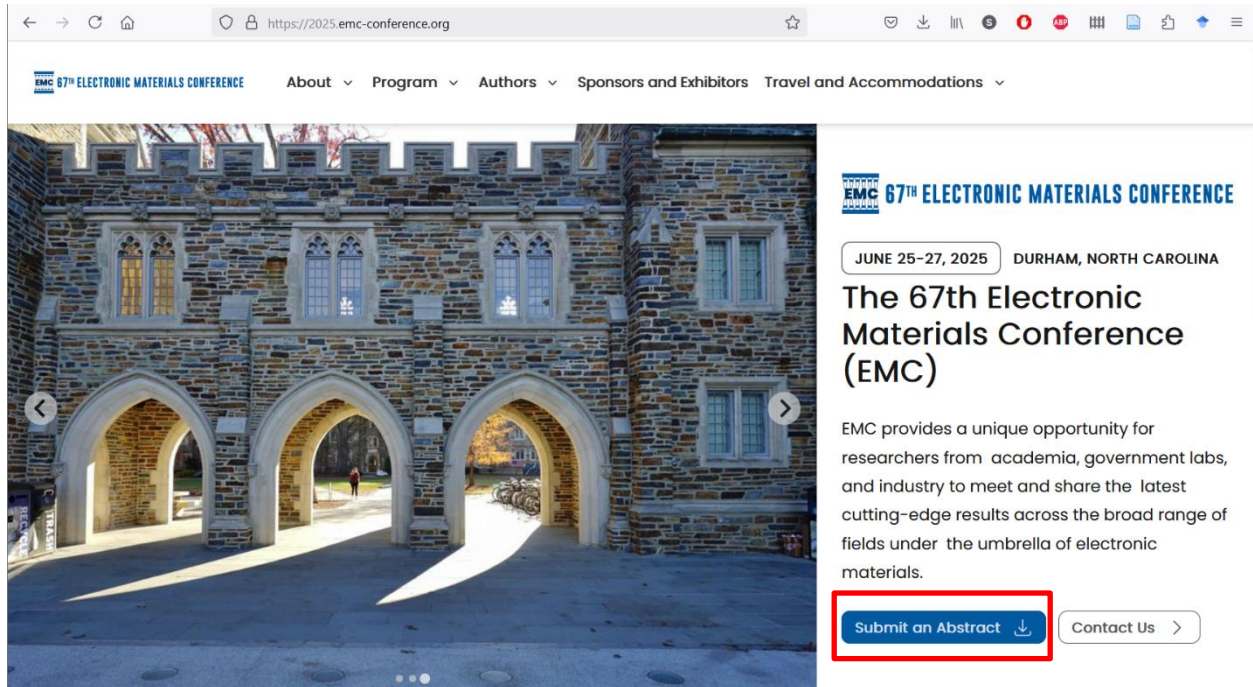 https://2025.emc-conference.org
S
ABP
EMC 67TH ELECTRONIC MATERIALS CONFERENCE About Program Authors Sponsors and Exhibitors Travel and Accommodations
EMC 67TH ELECTRONIC MATERIALS CONFERENCE
JUNE 25-27, 2025 DURHAM, NORTH CAROLINA
The 67th Electronic
Materials Conference
(EMC)
EMC provides a unique opportunity for
researchers from academia, government labs,
and industry to meet and share the latest
cutting-edge results across the broad range of
fields under the umbrella of electronic
materials.
Submit an Abstract Contact Us
RECYCLE
TRASH